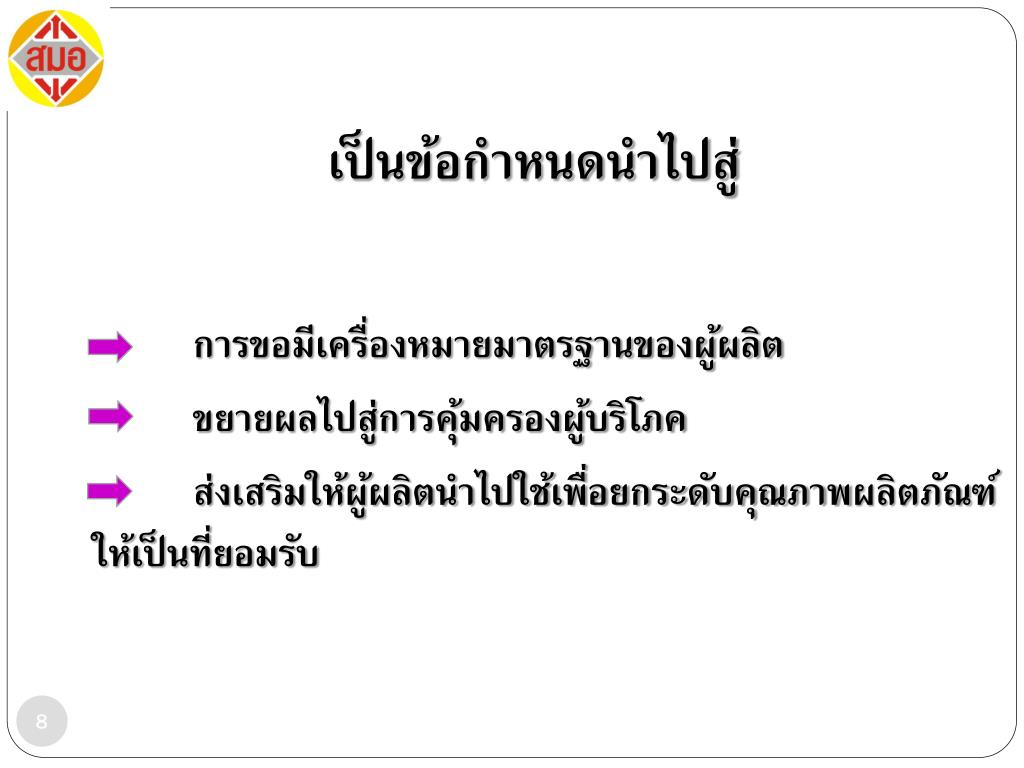 สมอ
เป็นข้อกำหนดนำไปสู่
การขอมีเครื่องหมายมาตรฐานของผู้ผลิต
ขยายผลไปสู่การคุ้มครองผู้บริโภค
ส่งเสริมให้ผู้ผลิตนำไปใช้เพื่อยกระดับคุณภาพผลิตภัณฑ์
ให้เป็นที่ยอมรับ
8